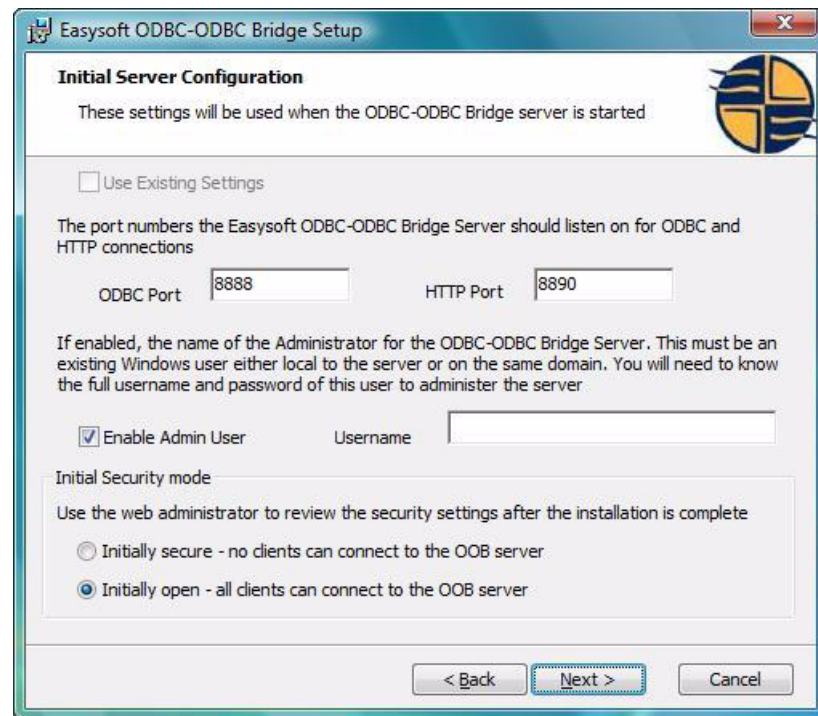 Easysoft ODBC-ODBC Bridge Setup
Initial Server Configuration
These settings will be used when the ODBC-ODBC Bridge server is started
Use Existing Settings
The port numbers the Easysoft ODBC-ODBC Bridge Server should listen on for ODBC and
HTTP connections
ODBC Port 8888 HTTP Port 8890
If enabled, the name of the Administrator for the ODBC-ODBC Bridge Server. This must be an
existing Windows user either local to the server or on the same domain. You will need to know
the full username and password of this user to administer the server
Enable Admin User Username
Initial Security mode
Use the web administrator to review the security settings after the installation is complete
Initially secure - no clients can connect to the OOB server
Initially open - all clients can connect to the OOB server
< Back Next > Cancel